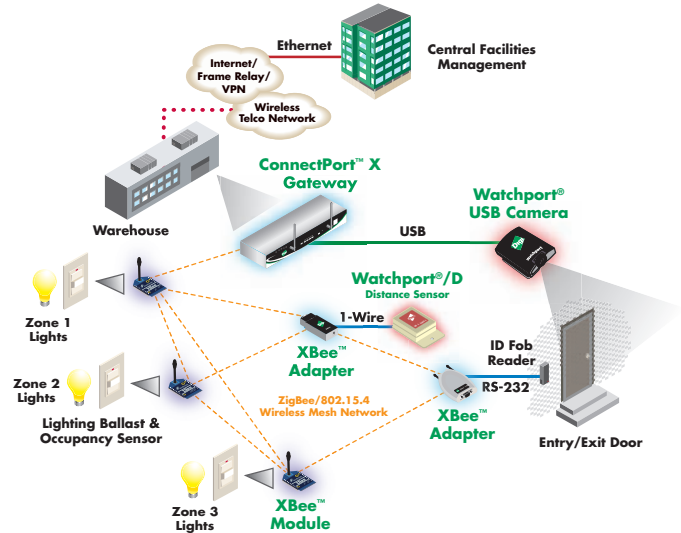 Ethernet
Central Facilities
Management
Internet/
Frame Relay/
VPN
Wireless
Telco Network
ConnectPort™ X
Gateway
Warehouse
Watchport®
USB Camera
USB
Digi
Watchport®/D
Distance Sensor
1-Wire
Zone 1
Lights
XBee™
Adapter
ID Fob
Reader
RS-232
Zone 2
Lights
Lighting Ballast &
Occupancy Sensor
ZigBee/802.15.4
Wireless Mesh Network
XBee™
Adapter
Entry/Exit Door
Zone 3
Lights
XBee™
Module